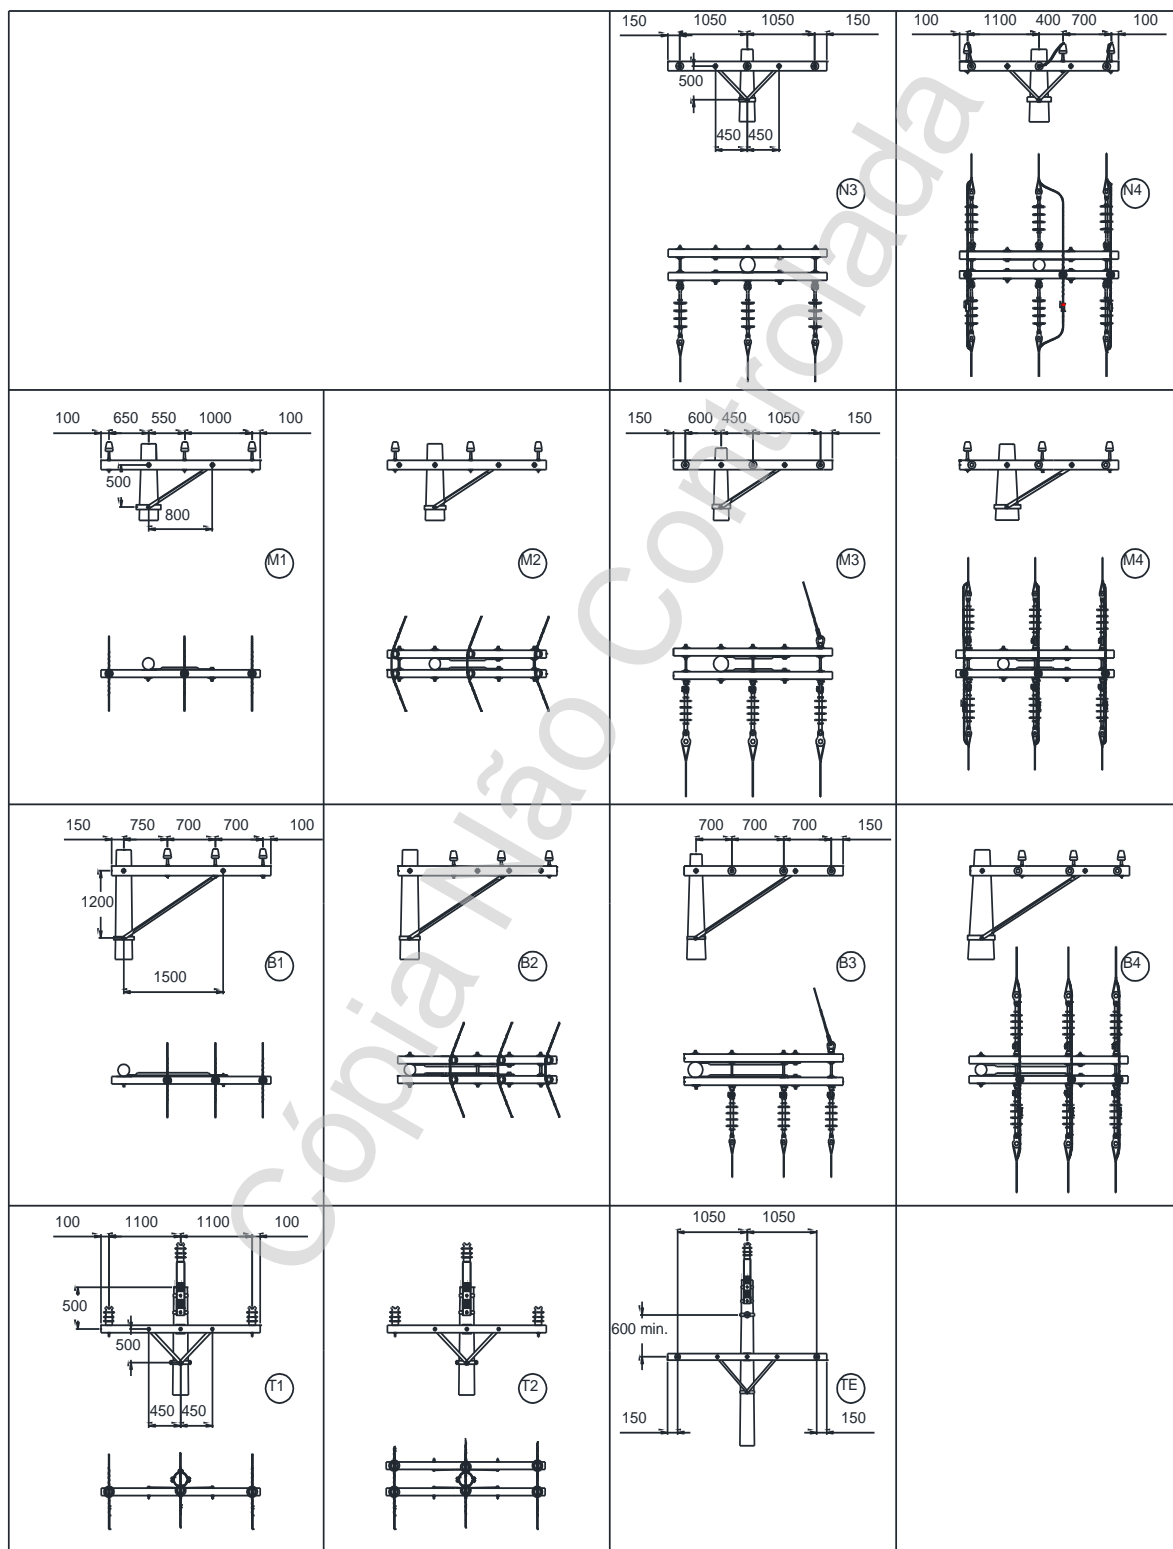 150 1050 1050 150
100 1100 400 700 100
500
450 450
N3
N4
100 650 550 1000 100
150 600 450 1050 150
500
800
M1
M2
M3
M4
150 750 700 700 100
700 700 700 150
1200
1500
B1
B2
B3
B4
100 1100 1100 100
1050 1050
500
500
600 min.
T1
T2
TE
450 450
150 150
Cópia Não Controlada